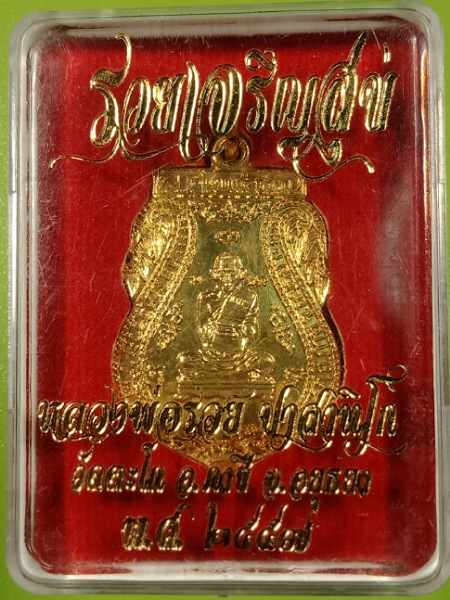 รวยเจริญสุข
หลวงพ่อรวย ปาสาทิโก
วัดตะโก อ.ภาชี จ.อยุธยา
พ.ศ. ๒๕๕๗